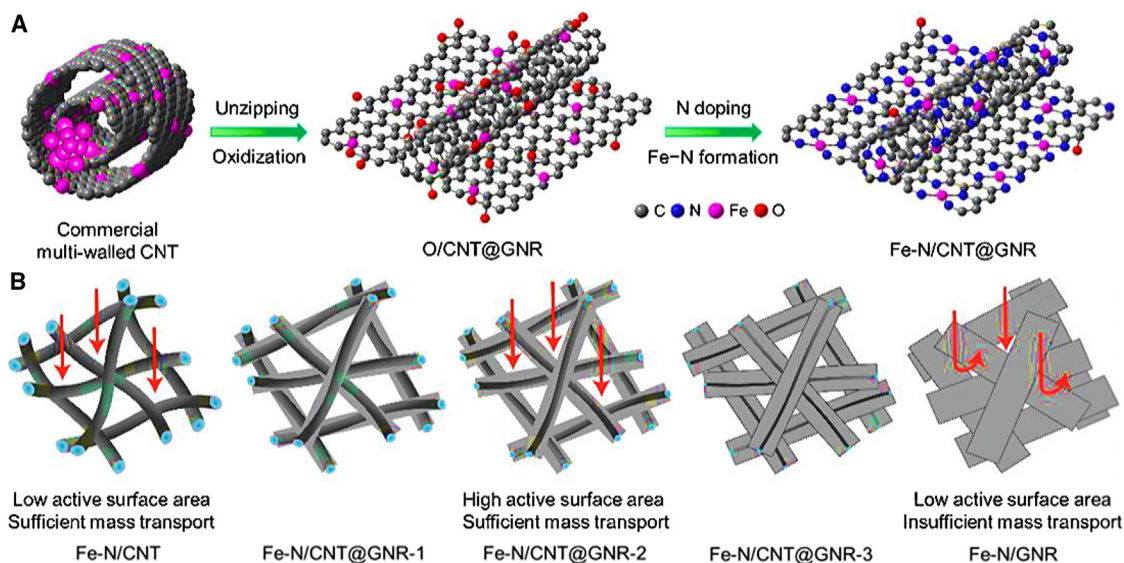 A
Unzipping
Oxidization
N doping
Fe−N formation
C N Fe O
Commercial
multi-walled CNT
O/CNT@GNR
Fe-N/CNT@GNR
B
Low active surface area
Sufficient mass transport
High active surface area
Sufficient mass transport
Low active surface area
Insufficient mass transport
Fe-N/CNT
Fe-N/CNT@GNR-1
Fe-N/CNT@GNR-2
Fe-N/CNT@GNR-3
Fe-N/GNR